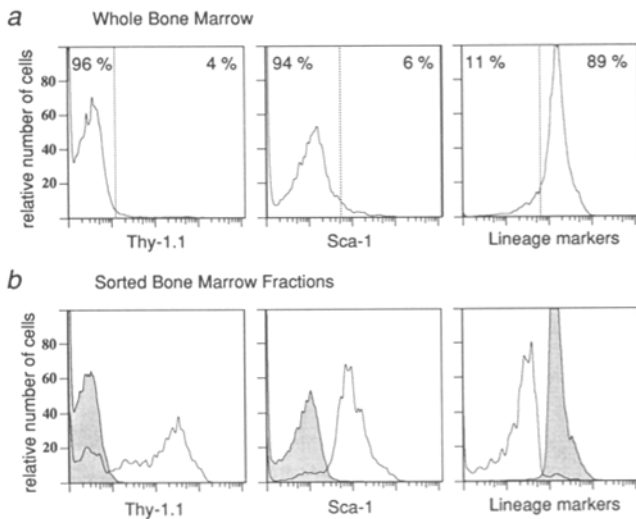 a Whole Bone Marrow
relative number of cells
80
60
40
20
96 % 4 %
94 % 6 %
11 % 89 %
Thy-1.1 Sca-1 Lineage markers
b Sorted Bone Marrow Fractions
relative number of cells
80
60
40
20
Thy-1.1 Sca-1 Lineage markers